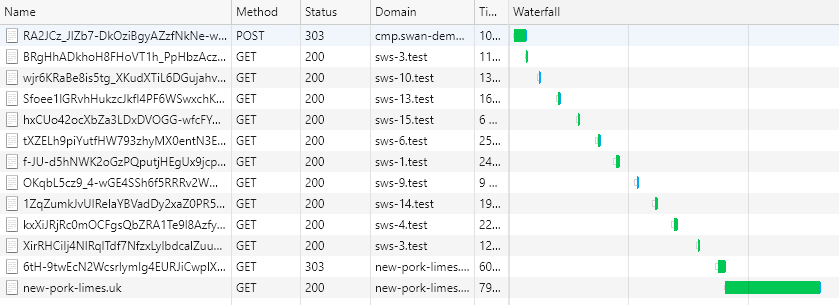 Name Method Status Domain Ti... Waterfall
RA2JCz_JIZb7-DkOziBgyAZzfNkNe-w... POST 303 cmp.swan-dem... 10...
BRgHhADkhoH8FHoVT1h_PpHbzAcz... GET 200 sws-3.test 11...
wjr6KRaBe8is5tg_XKudXTiL6DGujahv... GET 200 sws-10.test 13...
Sfoee1IGRvhHukzcJkfl4PF6WSwxchK... GET 200 sws-13.test 16...
hxCUo42ocXbZa3LDxDVOGG-wfcFY... GET 200 sws-15.test 6 ...
tXZELh9piYutfHW793zhyMX0entN3E... GET 200 sws-6.test 25...
f-JU-d5hNWK2oGzPQputjHEgUx9jcp... GET 200 sws-1.test 24...
OKqbL5cz9_4-wGE4SSh6f5RRRv2W... GET 200 sws-9.test 9 ...
1ZqZumkJvUIRelaYBVadDy2xaZ0PR5... GET 200 sws-14.test 19...
kxXiJRjRc0mOCFgsQbZRA1Te9I8Azfy... GET 200 sws-4.test 22...
XirRHCilj4NIRqITdf7NfzxLylbdcalZuu... GET 200 sws-3.test 12...
6tH-9twEcN2WcsrIymIg4EURJiCwpIX... GET 303 new-pork-limes.... 60...
new-pork-limes.uk GET 200 new-pork-limes.... 79...